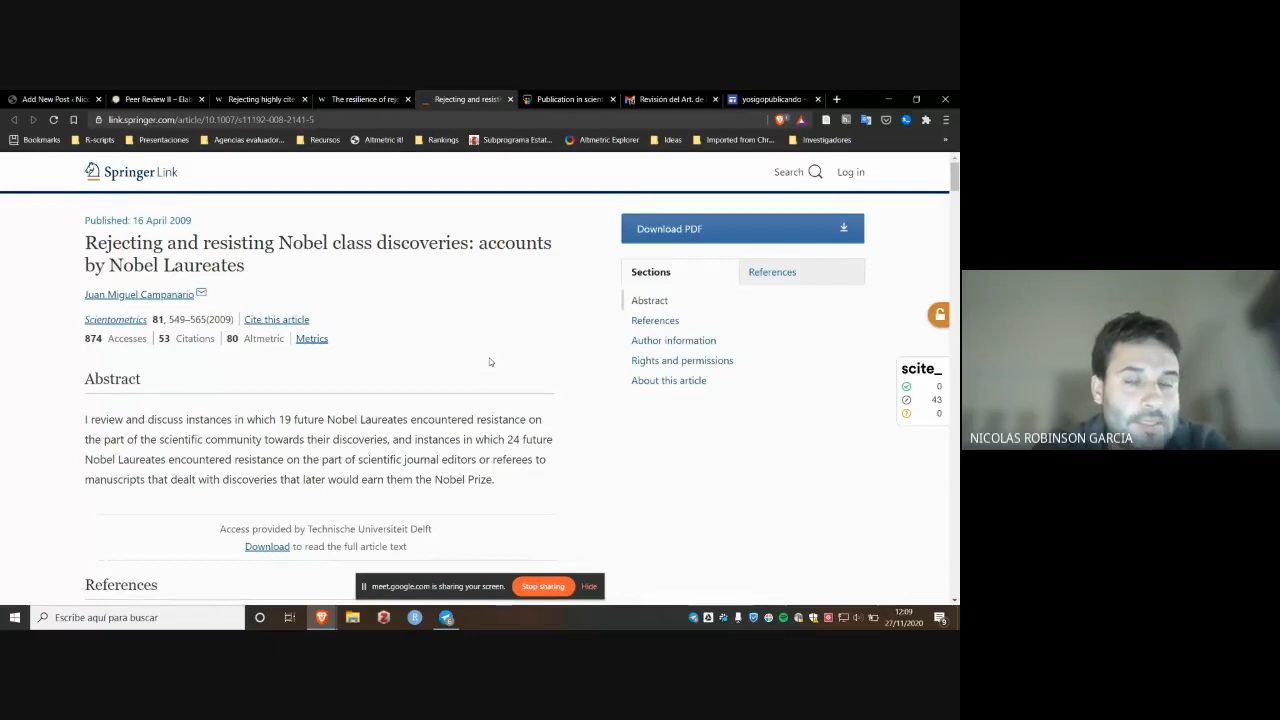 Add New Post ‹ Nic
Peer Review II – Elab
Rejecting highly cite
The resilience of rej
Rejecting and resisti
Publication in scient
Revisión del Art. de
yosigopublicando -
link.springer.com/article/10.1007/s11192-008-2141-5
Bookmarks
R-scripts
Presentaciones
Agencias evaluador...
Recursos
Altmetric it!
Rankings
Subprograma Estat...
Altmetric Explorer
Ideas
Imported from Chr...
Investigadores
»
Springer Link
Search
Log in
Published: 16 April 2009
Rejecting and resisting Nobel class discoveries: accounts
by Nobel Laureates
Juan Miguel Campanario
Scientometrics 81, 549–565(2009) Cite this article
874 Accesses 53 Citations 80 Altmetric Metrics
Abstract
I review and discuss instances in which 19 future Nobel Laureates encountered resistance on
the part of the scientific community towards their discoveries, and instances in which 24 future
Nobel Laureates encountered resistance on the part of scientific journal editors or referees to
manuscripts that dealt with discoveries that later would earn them the Nobel Prize.
Access provided by Technische Universiteit Delft
Download to read the full article text
References
Download PDF
Sections
References
Abstract
References
Author information
Rights and permissions
About this article
scite_
0
43
0
NICOLAS ROBINSON GARCIA
meet.google.com is sharing your screen.
Stop sharing
Hide
Escribe aquí para buscar
12:09
27/11/2020